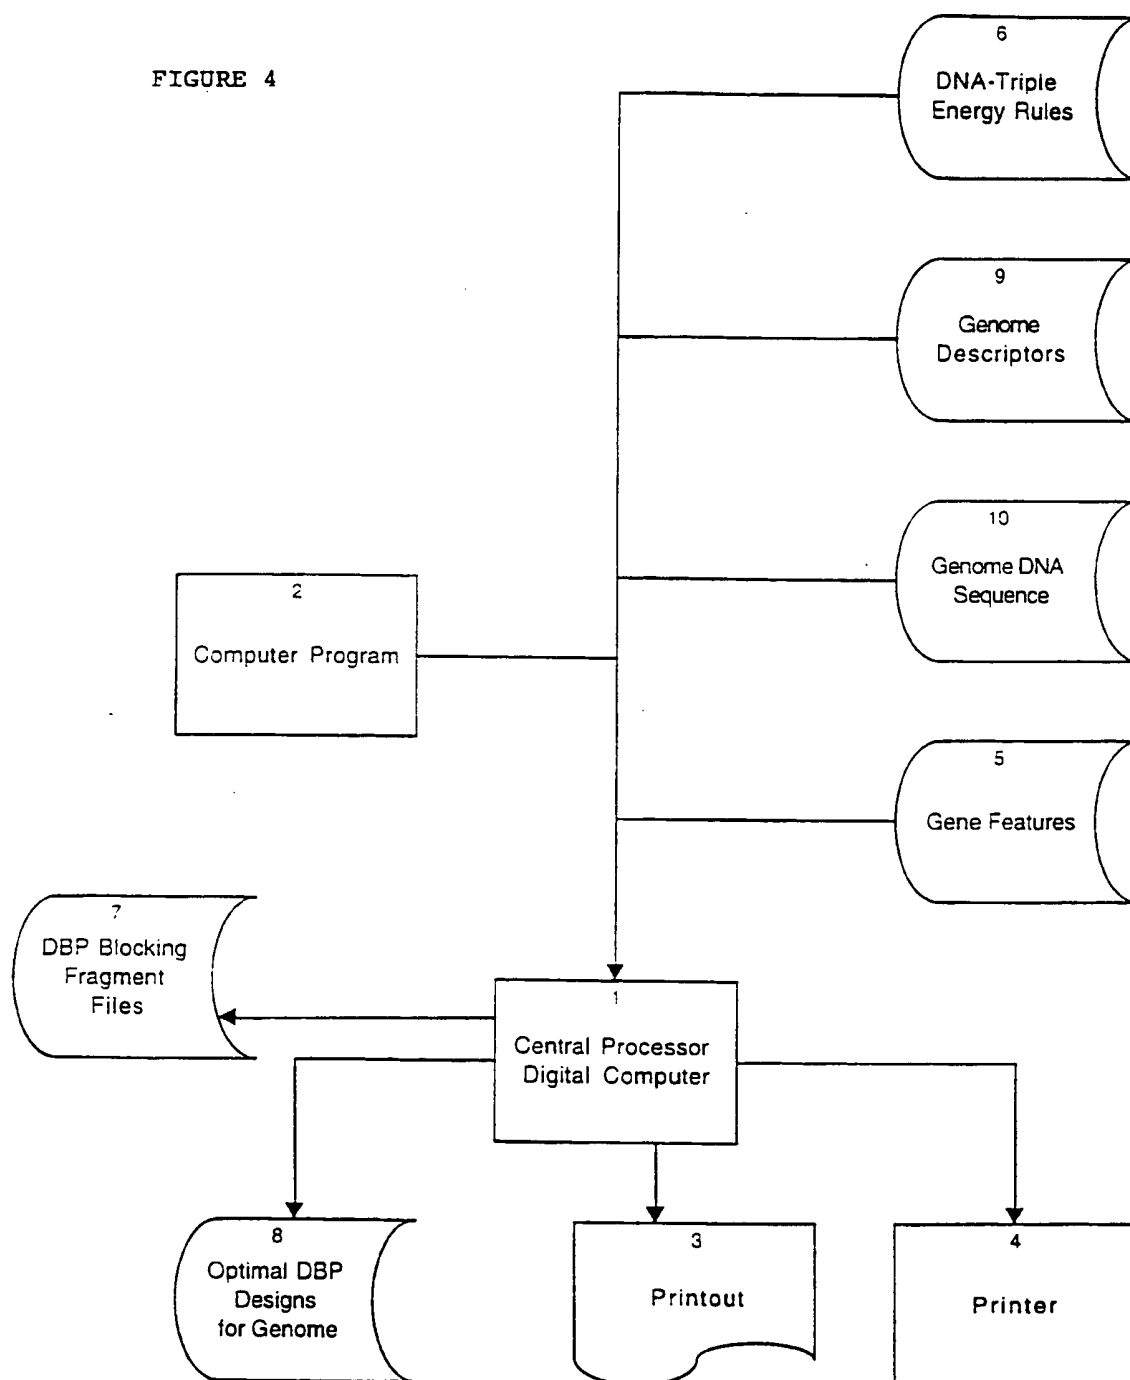 FIGURE 4
6
DNA-Triple
Energy Rules
9
Genome
Descriptors
10
Genome DNA
Sequence
2
Computer Program
5
Gene Features
7
DBP Blocking
Fragment
Files
1
Central Processor
Digital Computer
8
Optimal DBP
Designs
for Genome
3
Printout
4
Printer